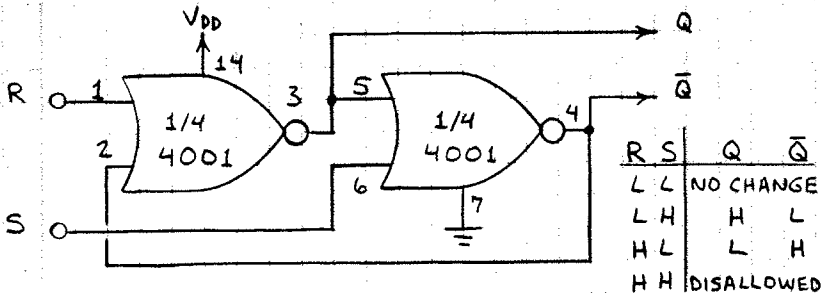 VDD
14
Q
R
1
3
5
4
Q̅
1/4
4001
1/4
4001
2
6
7
S
R S Q Q̅
L L NO CHANGE
L H H L
H L L H
H H DISALLOWED